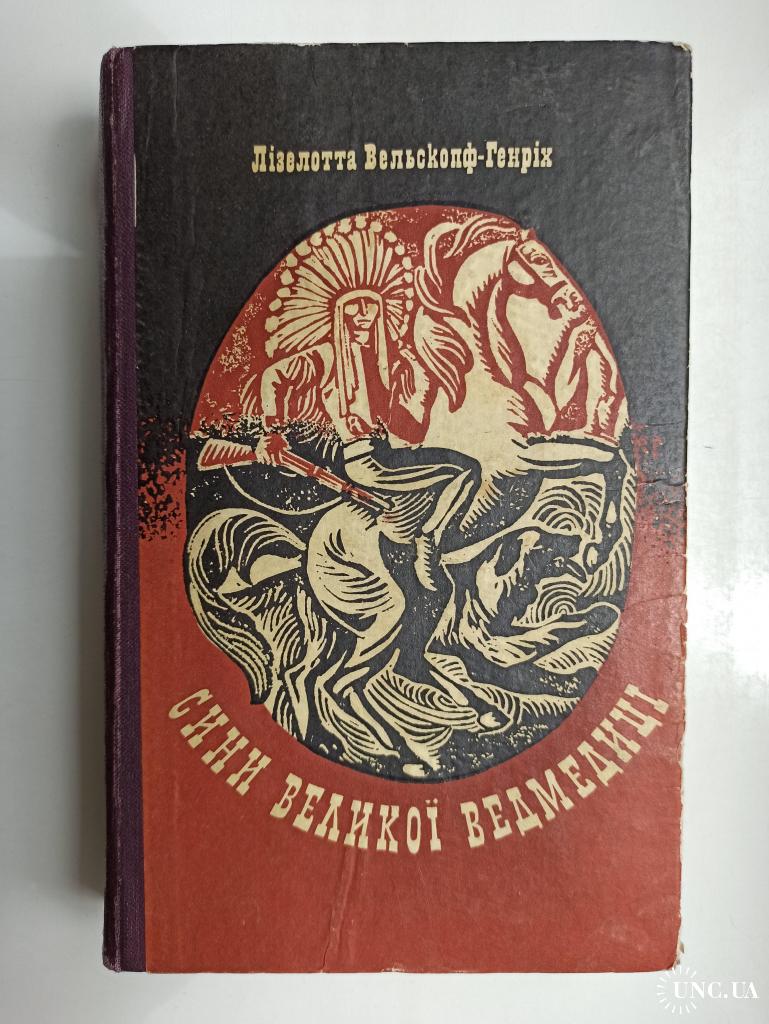 Лізелотта Вельскопф-Генріх
СИНИ ВЕЛИКОЇ ВЕДМЕДИЦІ
UNC.UA